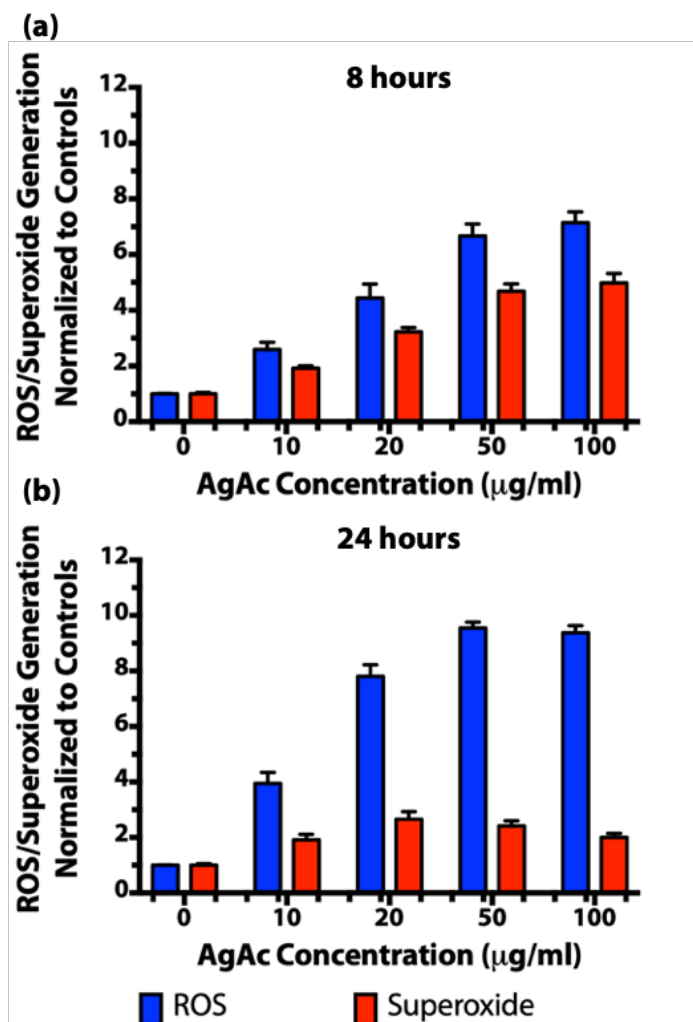 (a)
8 hours
ROS/Superoxide Generation
Normalized to Controls
12
10
8
6
4
2
0
0 10 20 50 100
AgAc Concentration (μg/ml)
(b)
24 hours
ROS/Superoxide Generation
Normalized to Controls
12
10
8
6
4
2
0
0 10 20 50 100
AgAc Concentration (μg/ml)
ROS Superoxide